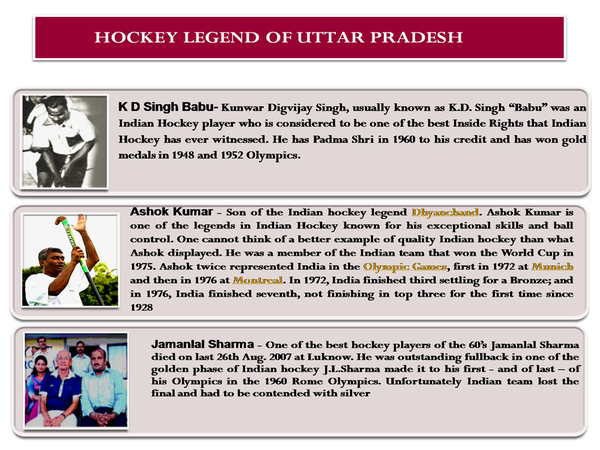 HOCKEY LEGEND OF UTTAR PRADESH
K D Singh Babu- Kunwar Digvijay Singh, usually known as K.D. Singh “Babu” was an
Indian Hockey player who is considered to be one of the best Inside Rights that Indian
Hockey has ever witnessed. He has Padma Shri in 1960 to his credit and has won gold
medals in 1948 and 1952 Olympics.
Ashok Kumar - Son of the Indian hockey legend Dhyanchand. Ashok Kumar is
one of the legends in Indian Hockey known for his exceptional skills and ball
control. One cannot think of a better example of quality Indian hockey than what
Ashok displayed. He was a member of the Indian team that won the World Cup in
1975. Ashok twice represented India in the Olympic Games, first in 1972 at Munich
and then in 1976 at Montreal. In 1972, India finished third settling for a Bronze; and
in 1976, India finished seventh, not finishing in top three for the first time since
1928
Jamanlal Sharma - One of the best hockey players of the 60’s Jamanlal Sharma
died on last 26th Aug. 2007 at Luknow. He was outstanding fullback in one of the
golden phase of Indian hockey J.L.Sharma made it to his first - and of last – of
his Olympics in the 1960 Rome Olympics. Unfortunately Indian team lost the
final and had to be contended with silver